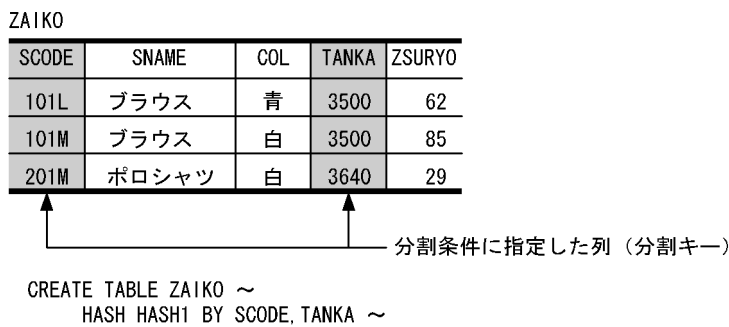 ZAIKO
SCODE SNAME COL TANKA ZSURYO
101L ブラウス 青 3500 62
101M ブラウス 白 3500 85
201M ポロシャツ 白 3640 29
分割条件に指定した列（分割キー）
CREATE TABLE ZAIKO ～
HASH HASH1 BY SCODE,TANKA ～